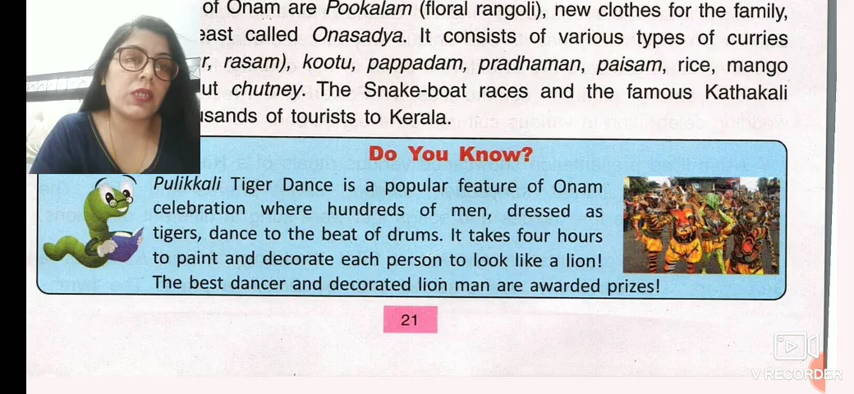 of Onam are Pookalam (floral rangoli), new clothes for the family,
east called Onasadya. It consists of various types of curries
r, rasam), kootu, pappadam, pradhaman, paisam, rice, mango
ut chutney. The Snake-boat races and the famous Kathakali
usands of tourists to Kerala.
Do You Know?
Pulikkali Tiger Dance is a popular feature of Onam
celebration where hundreds of men, dressed as
tigers, dance to the beat of drums. It takes four hours
to paint and decorate each person to look like a lion!
The best dancer and decorated lion man are awarded prizes!
21
V RECORDER